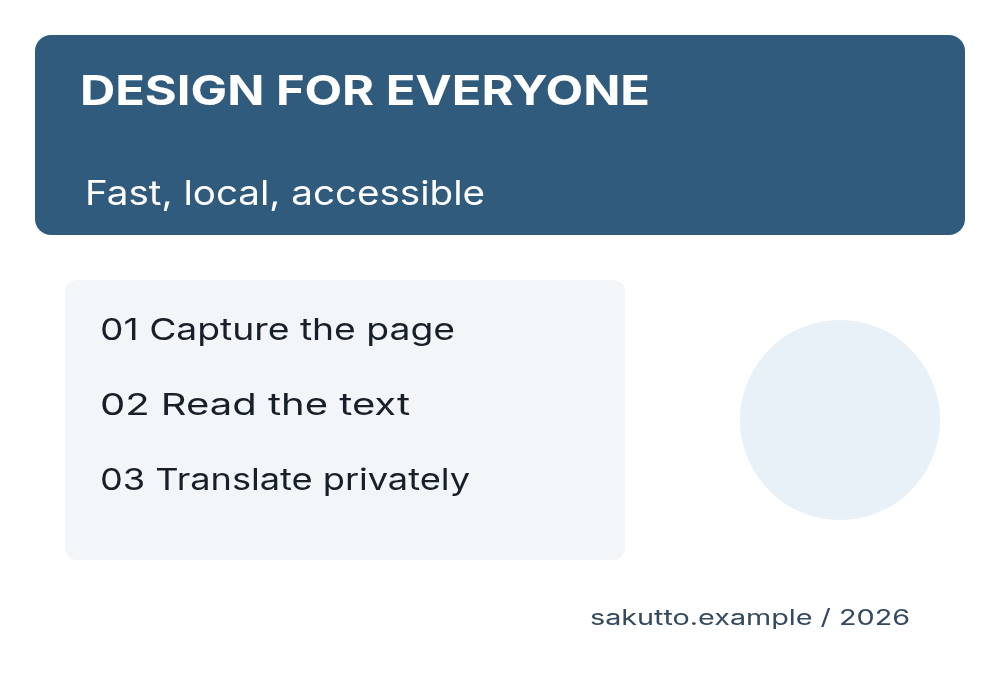 DESIGN FOR EVERYONE
Fast, local, accessible
01 Capture the page
02 Read the text
03 Translate privately
sakutto.example / 2026